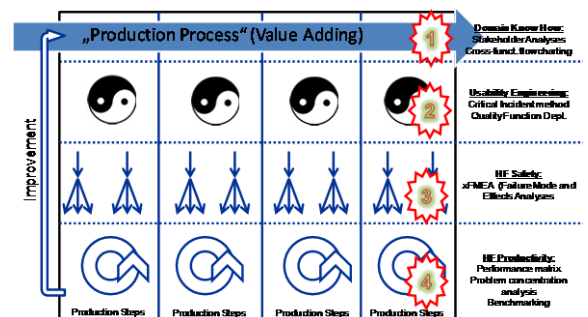 „Production Process“ (Value Adding)
1
Domain Know How:
Stakeholder Analyses
Cross-funct. flowcharting
2
Usability Engineering:
Critical Incident method
Quality Function Depl.
Improvement
3
HF Safety:
xFMEA (Failure Mode and
Effects Analyses
4
HF Productivity:
Performance matrix
Problem concentration
analysis
Benchmarking
Production Steps
Production Steps
Production Steps
Production Steps